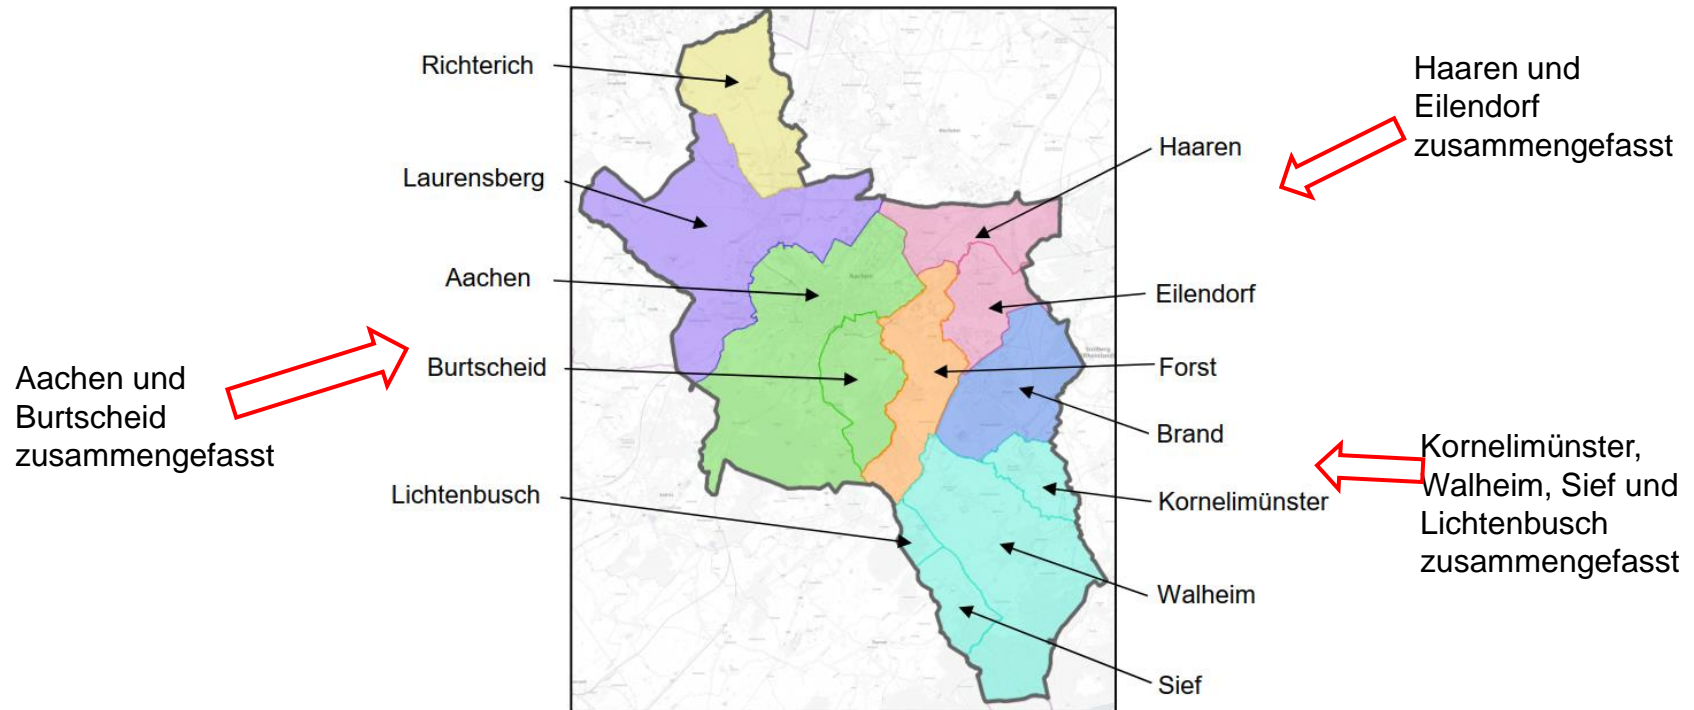 Richterich
Laurensberg
Aachen
Burtscheid
Lichtenbusch
Aachen und
Burtscheid
zusammengefasst
Haaren
Eilendorf
Forst
Brand
Kornelimünster
Walheim
Sief
Haaren und
Eilendorf
zusammengefasst
Kornelimünster,
Walheim, Sief und
Lichtenbusch
zusammengefasst
Aachen